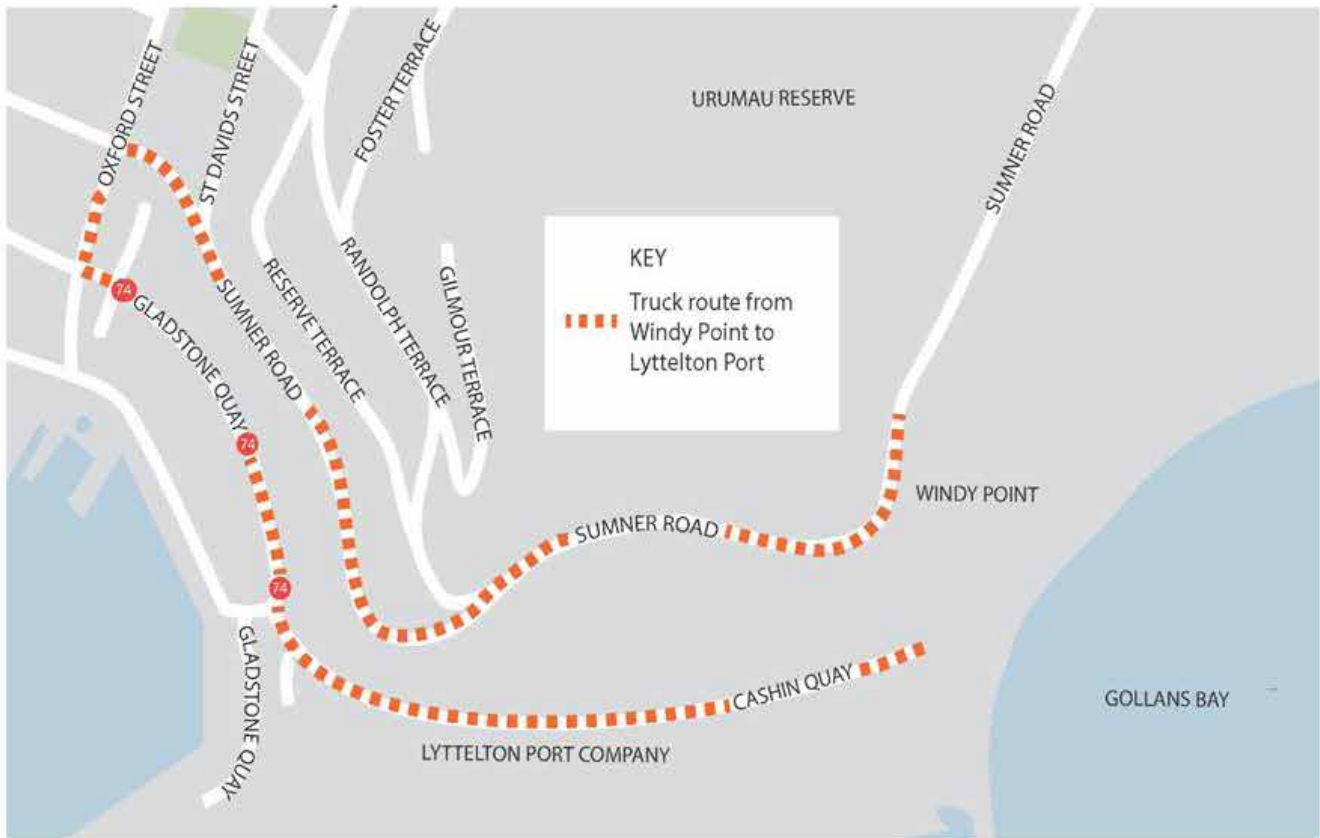 OXFORD STREET
ST DAVIDS STREET
FOSTER TERRACE
URUMAU RESERVE
SUMNER ROAD
RANDOLPH TERRACE
RESERVE TERRACE
GILMOUR TERRACE
KEY
Truck route from
Windy Point to
Lyttelton Port
74
GLADSTONE QUAY
SUMNER ROAD
74
WINDY POINT
SUMNER ROAD
74
GLADSTONE QUAY
CASHIN QUAY
GOLLANS BAY
LYTTELTON PORT COMPANY